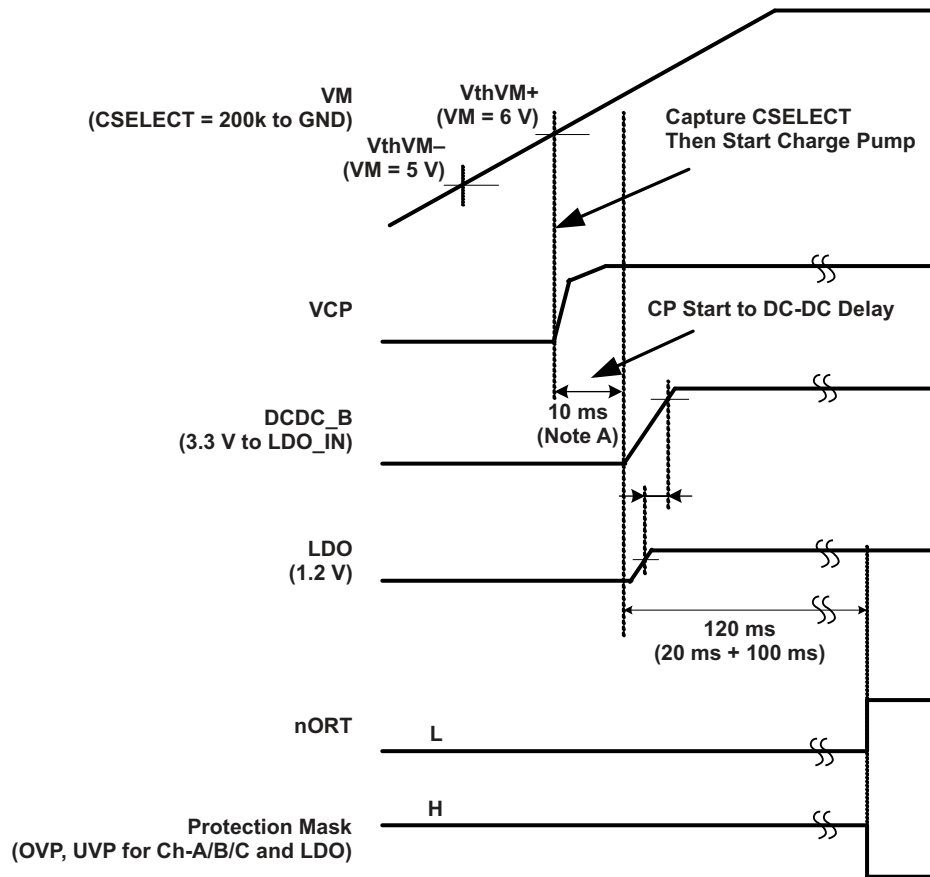 VM
(CSELECT = 200k to GND)
VthVM+
(VM = 6 V)
VthVM–
(VM = 5 V)
Capture CSELECT
Then Start Charge Pump
VCP
CP Start to DC-DC Delay
10 ms
(Note A)
DCDC_B
(3.3 V to LDO_IN)
LDO
(1.2 V)
120 ms
(20 ms + 100 ms)
nORT
L
H
Protection Mask
(OVP, UVP for Ch-A/B/C and LDO)